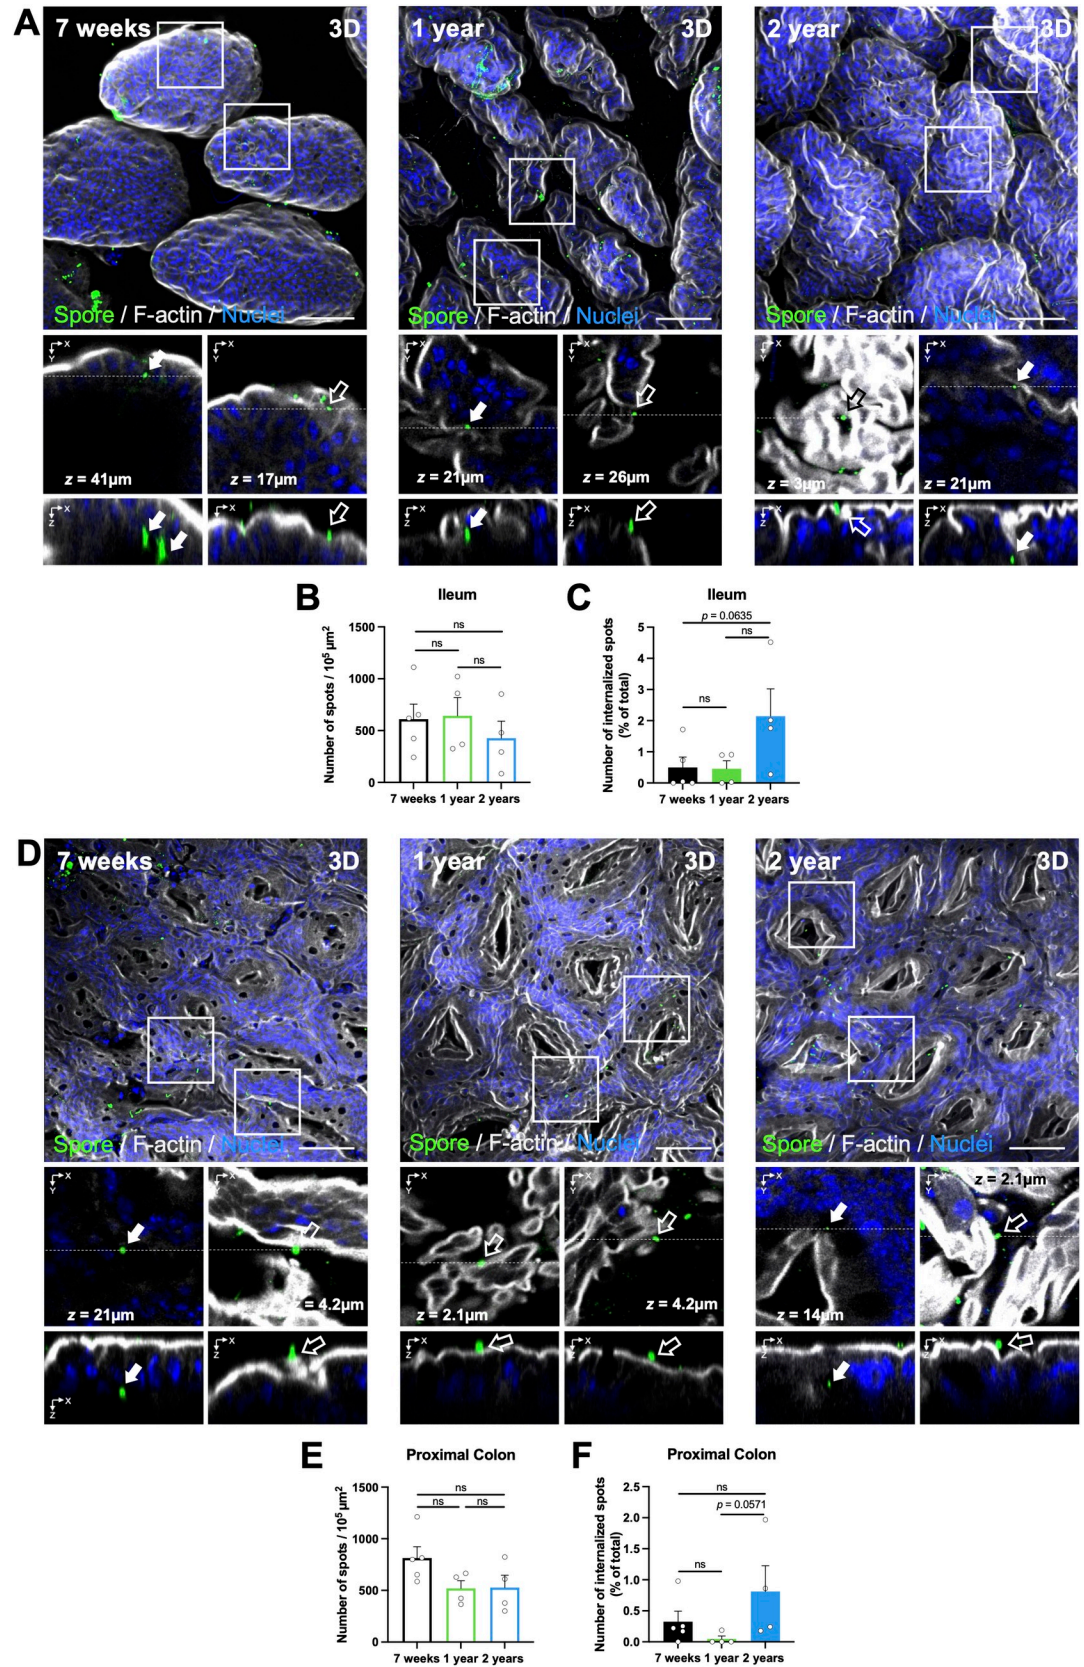 A
7 weeks
3D
1 year
3D
2 year
3D
Spore / F-actin / Nuclei
Spore / F-actin / Nuclei
Spore / F-actin / Nuclei
X
Y
X
Y
X
Y
X
Y
X
Y
X
Y
z = 41µm
z = 17µm
z = 21µm
z = 26µm
z = 3µm
z = 21µm
X
Z
X
Z
X
Z
X
Z
X
Z
X
Z
B
Ileum
Number of spots / 10⁵ µm²
1500
1000
500
0
ns
ns
ns
7 weeks 1 year 2 years
C
Ileum
Number of internalized spots
(% of total)
5
4
3
2
1
0
p = 0.0635
ns
ns
7 weeks 1 year 2 years
D
7 weeks
3D
1 year
3D
2 year
3D
Spore / F-actin / Nuclei
Spore / F-actin / Nuclei
Spore / F-actin / Nuclei
X
Y
X
Y
X
Y
X
Y
X
Y
X
Y
z = 21µm
z = 4.2µm
z = 2.1µm
z = 4.2µm
z = 14µm
z = 2.1µm
X
Z
X
Z
X
Z
X
Z
X
Z
X
Z
E
Proximal Colon
Number of spots / 10⁵ µm²
1500
1000
500
0
ns
ns
ns
7 weeks 1 year 2 years
F
Proximal Colon
Number of internalized spots
(% of total)
2.5
2.0
1.5
1.0
0.5
0.0
ns
p = 0.0571
ns
7 weeks 1 year 2 years